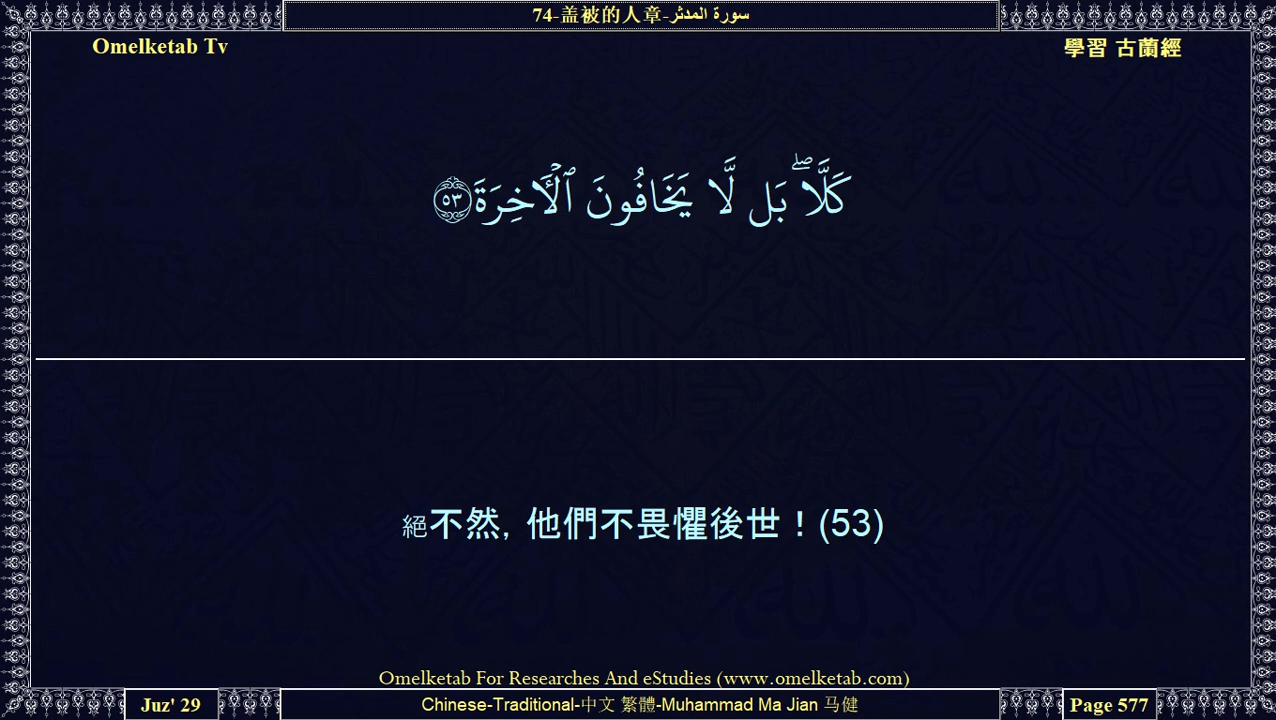 74-盖被的人章-سورة المدثر
Omelketab Tv
學習 古蘭經
كَلَّاۖ بَل لَّا يَخَافُونَ ٱلۡأٓخِرَةَ ٥٣
絕不然, 他們不畏懼後世！(53)
Omelketab For Researches And eStudies (www.omelketab.com)
Juz' 29
Chinese-Traditional-中文 繁體-Muhammad Ma Jian 马健
Page 577